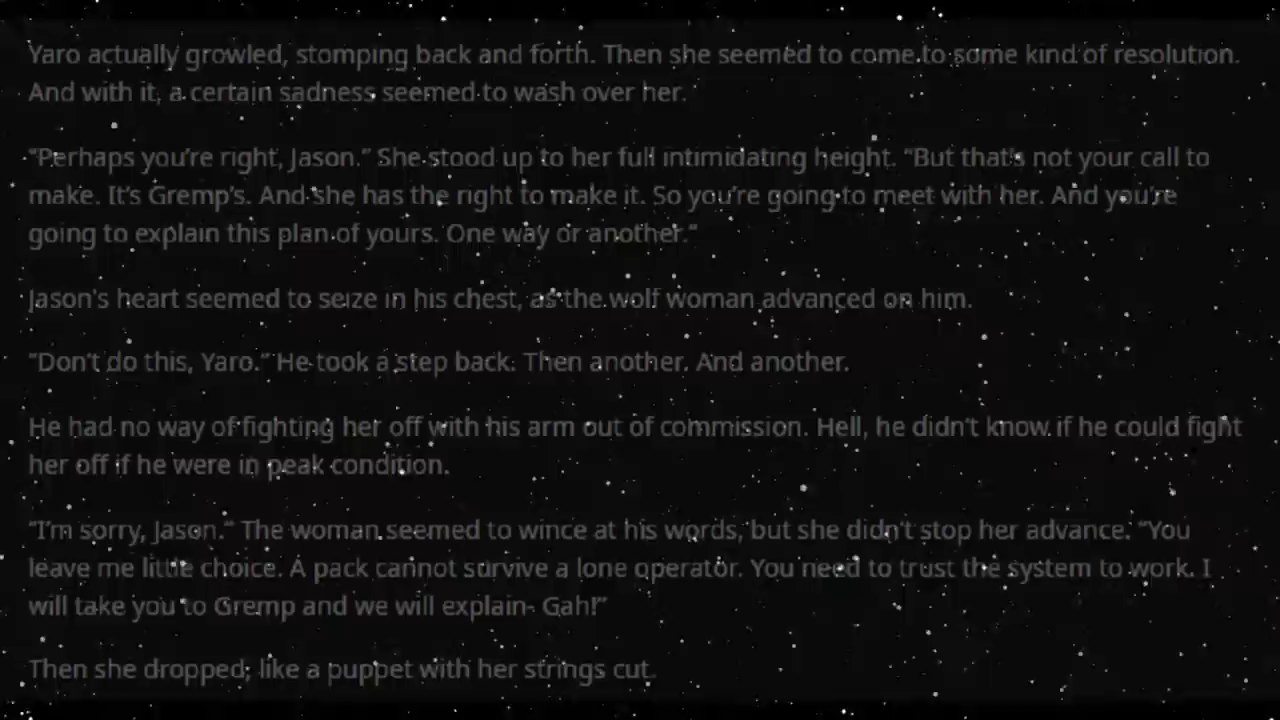 Yaro actually growled, stomping back and forth. Then she seemed to come to some kind of resolution.
And with it, a certain sadness seemed to wash over her.
“Perhaps you’re right, Jason.” She stood up to her full intimidating height. “But that’s not your call to
make. It’s Gremp’s. And she has the right to make it. So you’re going to meet with her. And you’re
going to explain this plan of yours. One way or another.”
Jason's heart seemed to seize in his chest, as the wolf woman advanced on him.
“Don’t do this, Yaro.” He took a step back. Then another. And another.
He had no way of fighting her off with his arm out of commission. Hell, he didn’t know if he could fight
her off if he were in peak condition.
“I’m sorry, Jason.” The woman seemed to wince at his words, but she didn’t stop her advance. “You
leave me little choice. A pack cannot survive a lone operator. You need to trust the system to work. I
will take you to Gremp and we will explain- Gah!”
Then she dropped, like a puppet with her strings cut.